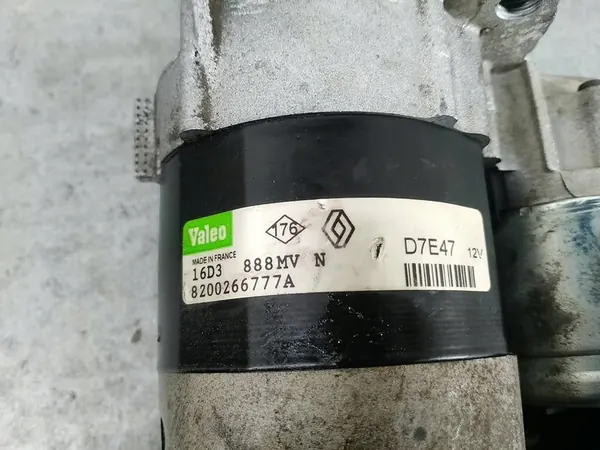 Valeo
176
MADE IN FRANCE
D7E47 12V
16D3 888MV N
8200266777A